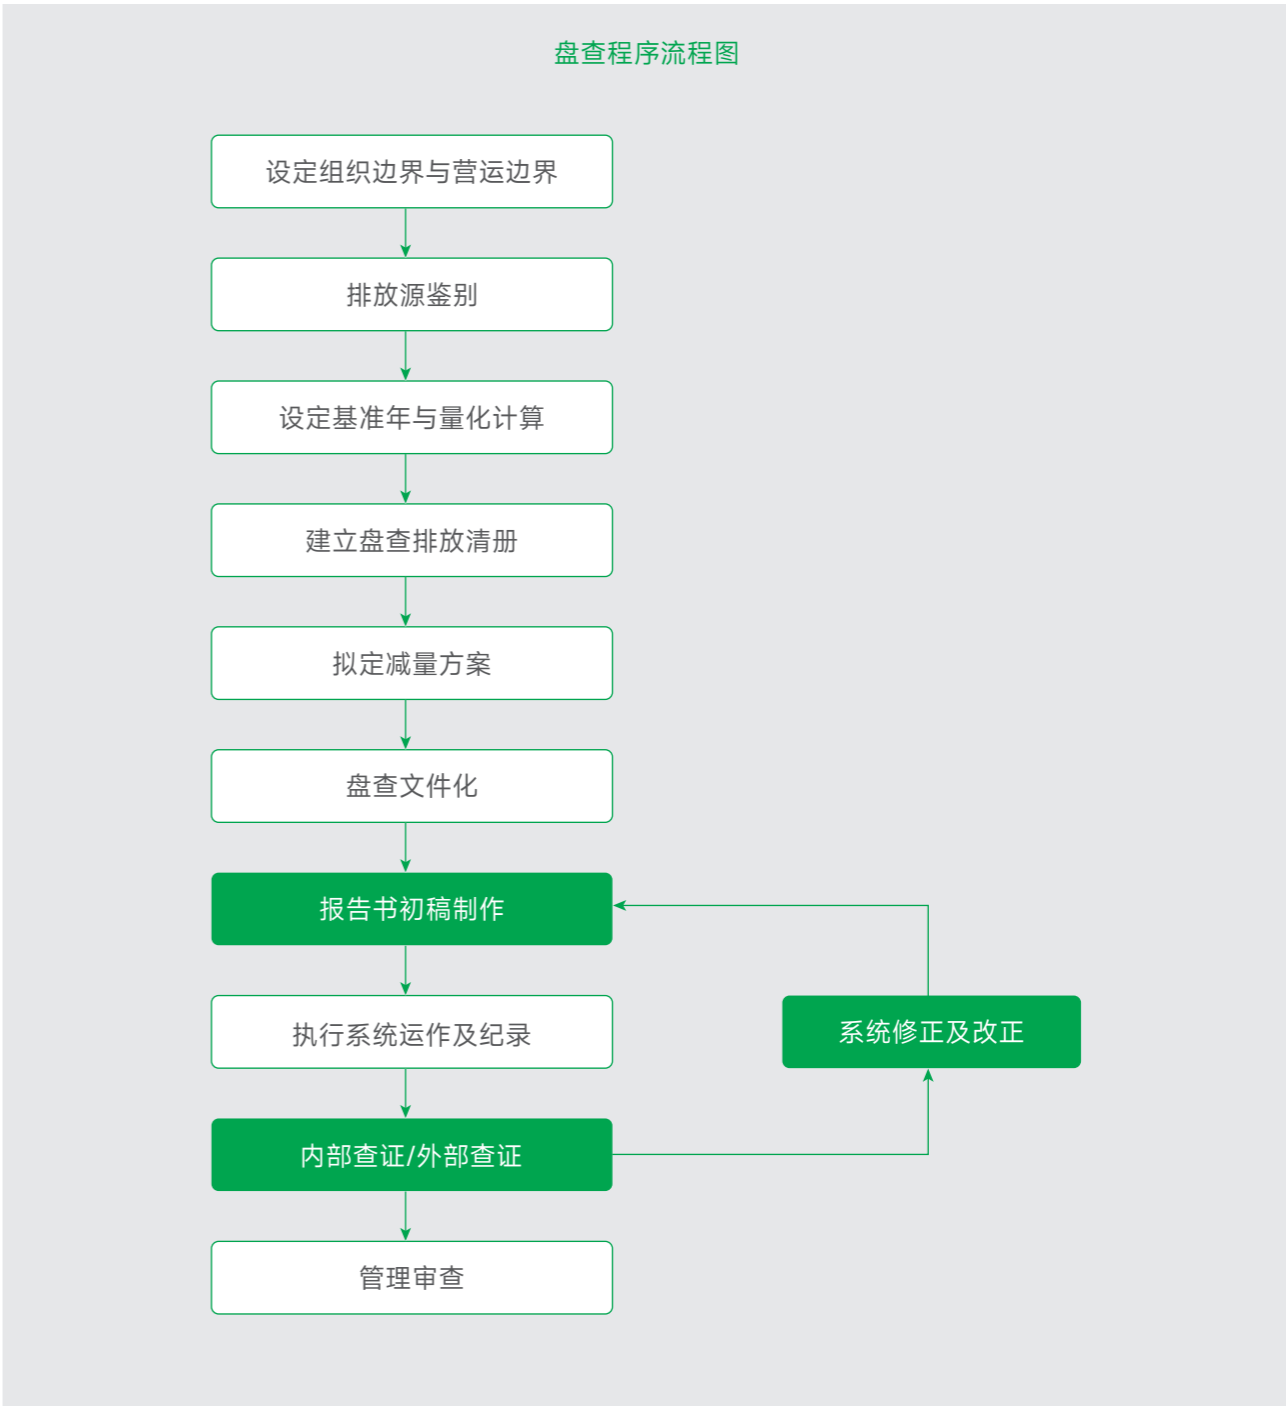 盘查程序流程图
设定组织边界与营运边界
排放源鉴别
设定基准年与量化计算
建立盘查排放清册
拟定减量方案
盘查文件化
报告书初稿制作
执行系统运作及纪录
系统修正及改正
内部查证/外部查证
管理审查